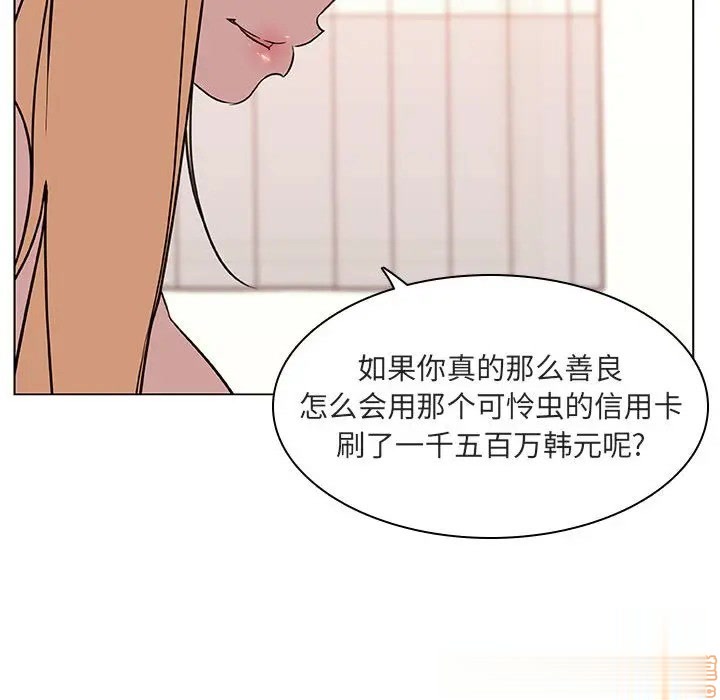 如果你真的那么善良
怎么会用那个可怜虫的信用卡
刷了一千五百万韩元呢?